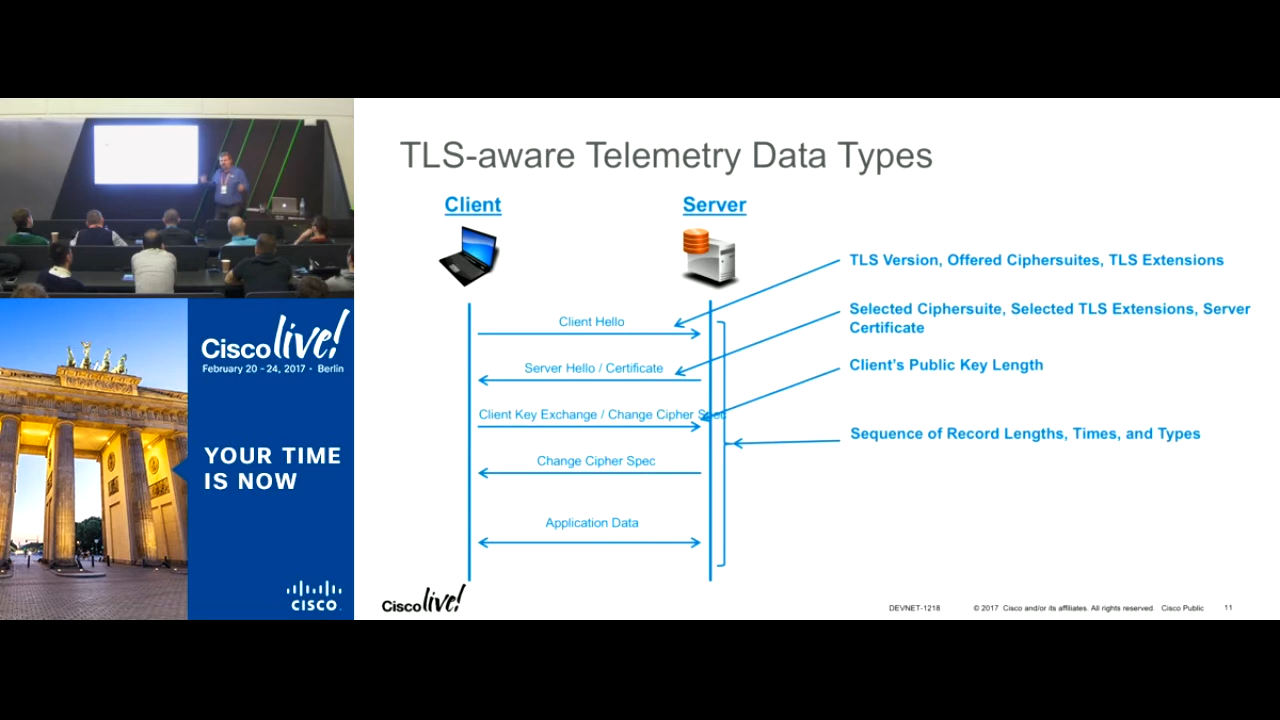 TLS-aware Telemetry Data Types
Client
Server
TLS Version, Offered Ciphersuites, TLS Extensions
Selected Ciphersuite, Selected TLS Extensions, Server
Certificate
Client's Public Key Length
Sequence of Record Lengths, Times, and Types
Client Hello
Server Hello / Certificate
Client Key Exchange / Change Cipher Spec
Change Cipher Spec
Application Data
Cisco live!
DEVNET-1218
© 2017 Cisco and/or its affiliates. All rights reserved. Cisco Public
11
Cisco live!
February 20 - 24, 2017 · Berlin
YOUR TIME
IS NOW
CISCO